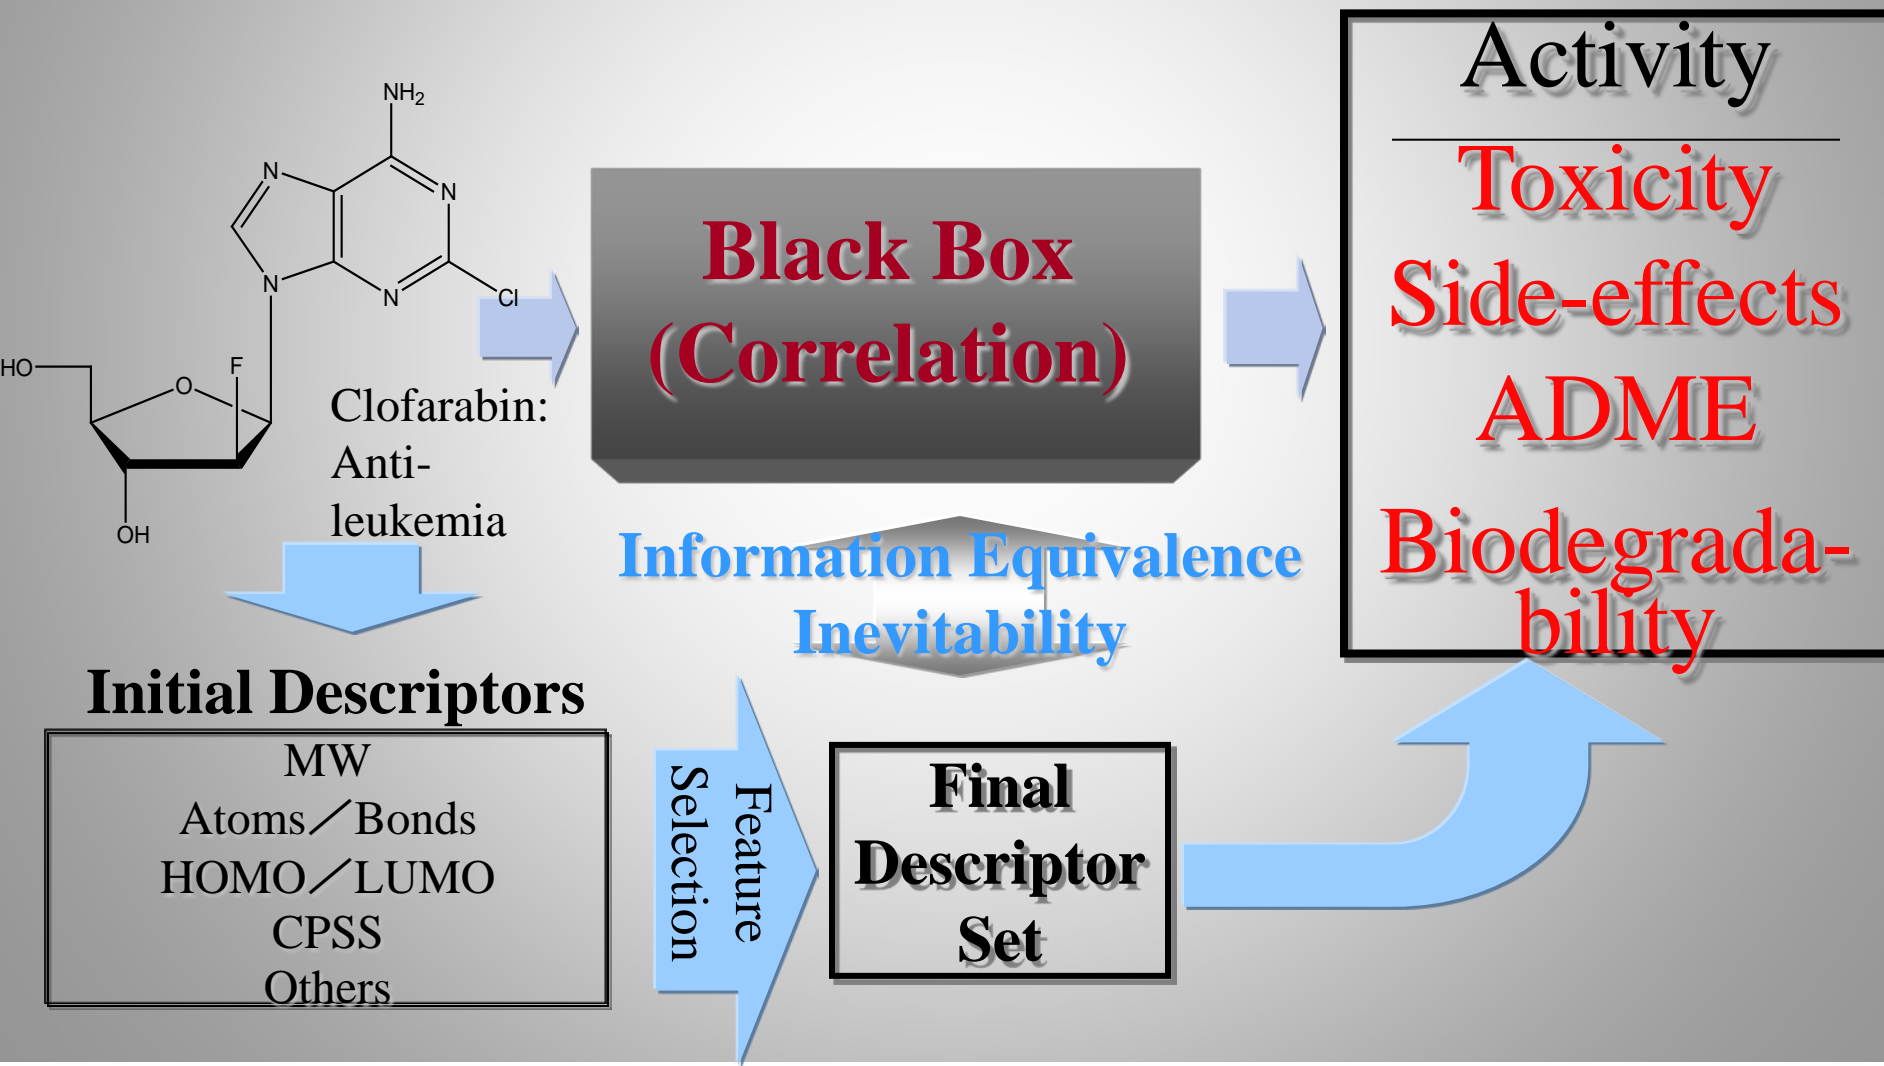 NH2
N
N
N
N
Cl
HO
O
F
OH
Clofarabin:
Anti-
leukemia
Black Box
(Correlation)
Activity
Toxicity
Side-effects
ADME
Biodegrada-
bility
Information Equivalence
Inevitability
Initial Descriptors
MW
Atoms／Bonds
HOMO／LUMO
CPSS
Others
Feature
Selection
Final
Descriptor
Set